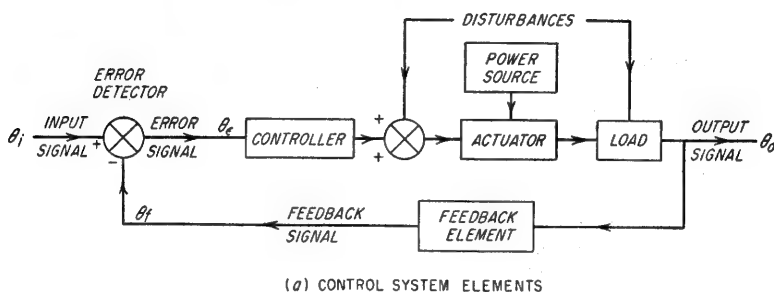 DISTURBANCES
POWER
SOURCE
ERROR
DETECTOR
θi
INPUT
SIGNAL
+
-
ERROR
SIGNAL
θe
CONTROLLER
+
+
ACTUATOR
LOAD
OUTPUT
SIGNAL
θo
θf
FEEDBACK
SIGNAL
FEEDBACK
ELEMENT
(a) CONTROL SYSTEM ELEMENTS